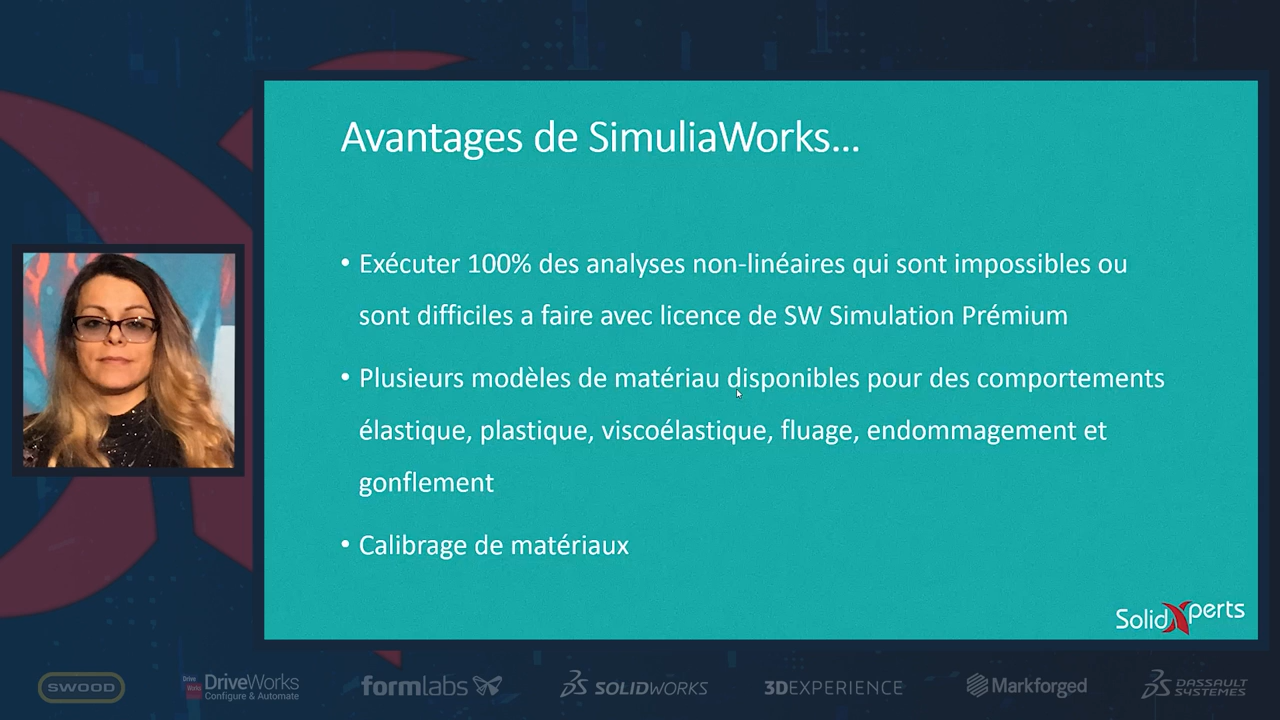 Avantages de SimuliaWorks...
• Exécuter 100% des analyses non-linéaires qui sont impossibles ou
sont difficiles a faire avec licence de SW Simulation Prémium
• Plusieurs modèles de matériau disponibles pour des comportements
élastique, plastique, viscoélastique, fluage, endommagement et
gonflement
• Calibrage de matériaux
SolidXperts
SWOOD
Drive Works
DriveWorks
Configure & Automate
formlabs
SOLIDWORKS
3DEXPERIENCE
Markforged
DASSAULT
SYSTEMES